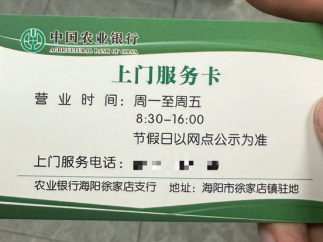 中国农业银行
AGRICULTURAL BANK OF CHINA
上门服务卡
营业时间：周一至周五
8:30-16:00
节假日以网点公示为准
上门服务电话：
农业银行海阳徐家店支行 地址：海阳市徐家店镇驻地